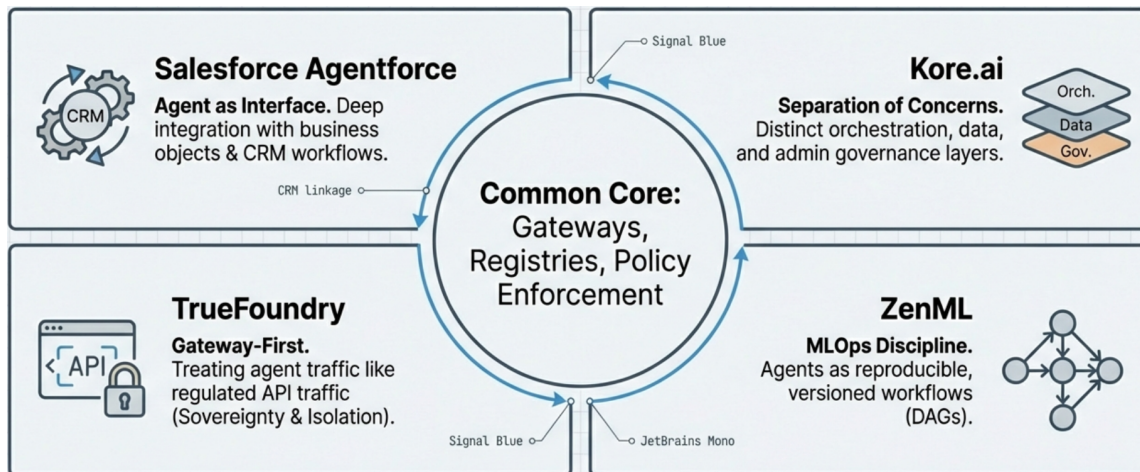 Salesforce Agentforce
Agent as Interface. Deep
integration with business
objects & CRM workflows.
CRM
CRM linkage
Signal Blue
Kore.ai
Separation of Concerns.
Distinct orchestration, data,
and admin governance layers.
Orch.
Data
Gov.
Common Core:
Gateways,
Registries, Policy
Enforcement
TrueFoundry
Gateway-First.
Treating agent traffic like
regulated API traffic
(Sovereignty & Isolation).
<API
Signal Blue
ZenML
MLOps Discipline.
Agents as reproducible,
versioned workflows
(DAGs).
JetBrains Mono